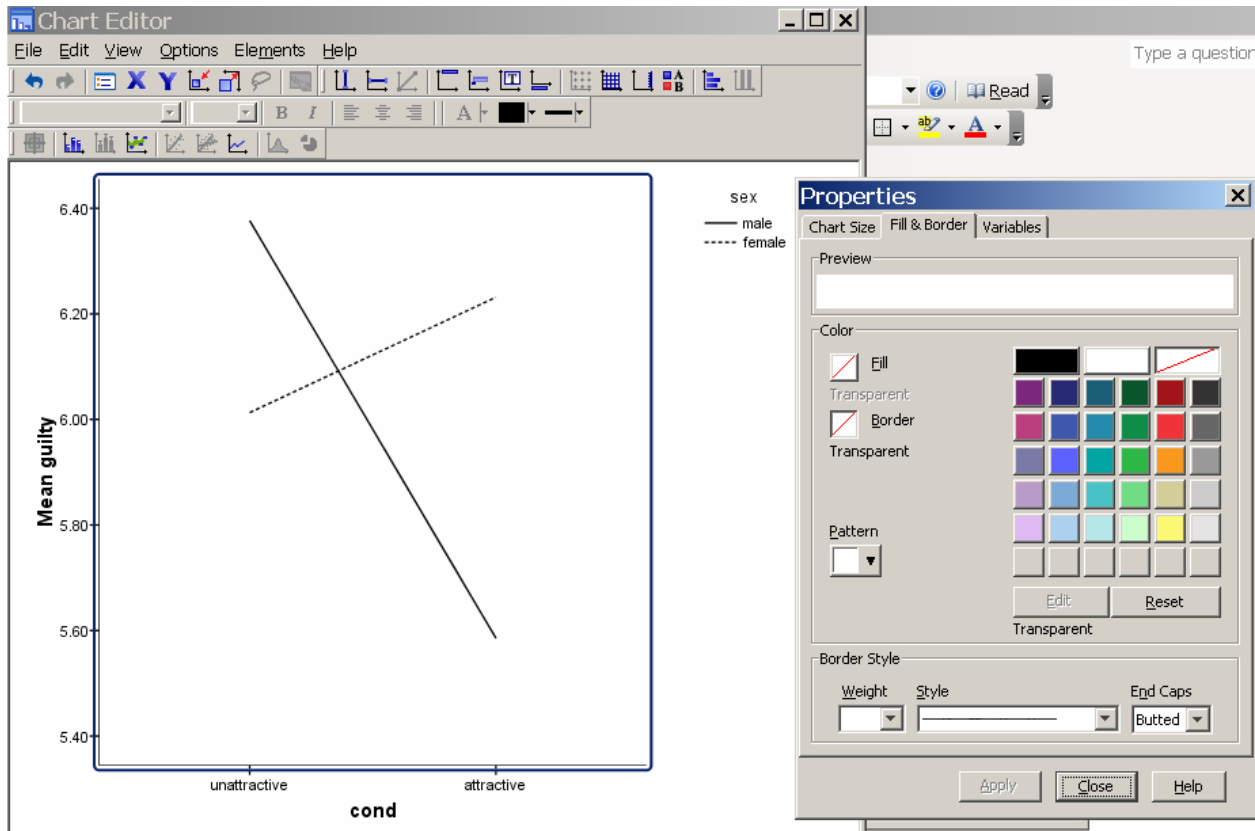 Chart Editor
File Edit View Options Elements Help
Type a question
Read
B I A
A B
sex
male
female
6.40
6.20
6.00
5.80
5.60
5.40
Mean guilty
unattractive attractive
cond
Properties
Chart Size Fill & Border Variables
Preview
Color
Fill
Transparent
Border
Transparent
Pattern
Edit Reset
Transparent
Border Style
Weight Style End Caps
Butted
Apply Close Help